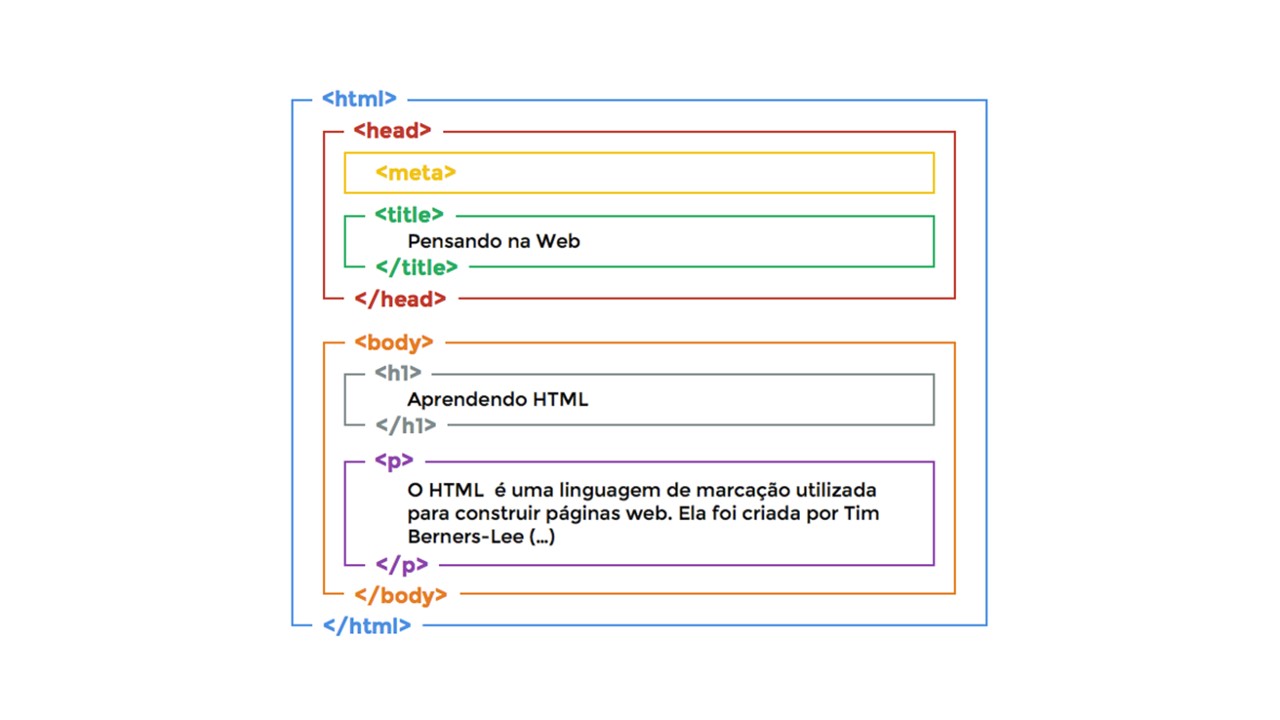 <html>
<head>
<meta>
<title>
Pensando na Web
</title>
</head>
<body>
<h1>
Aprendendo HTML
</h1>
<p>
O HTML  é uma linguagem de marcação utilizada
para construir páginas web. Ela foi criada por Tim
Berners-Lee (...)
</p>
</body>
</html>